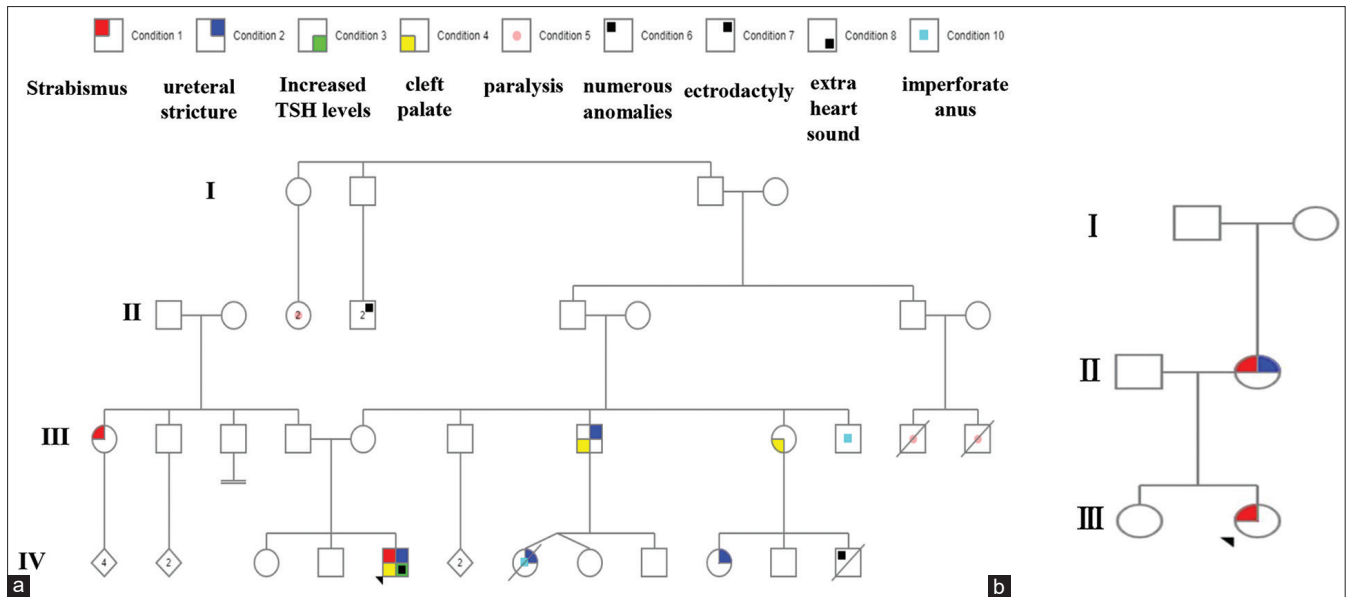 Condition 1 Condition 2 Condition 3 Condition 4 Condition 5 Condition 6 Condition 7 Condition 8 Condition 10
Strabismus
ureteral
stricture
Increased
TSH levels
cleft
palate
paralysis
numerous
anomalies
ectrodactyly
extra
heart
sound
imperforate
anus
I
II
2
2
III
IV
4
2
2
a
I
II
III
b